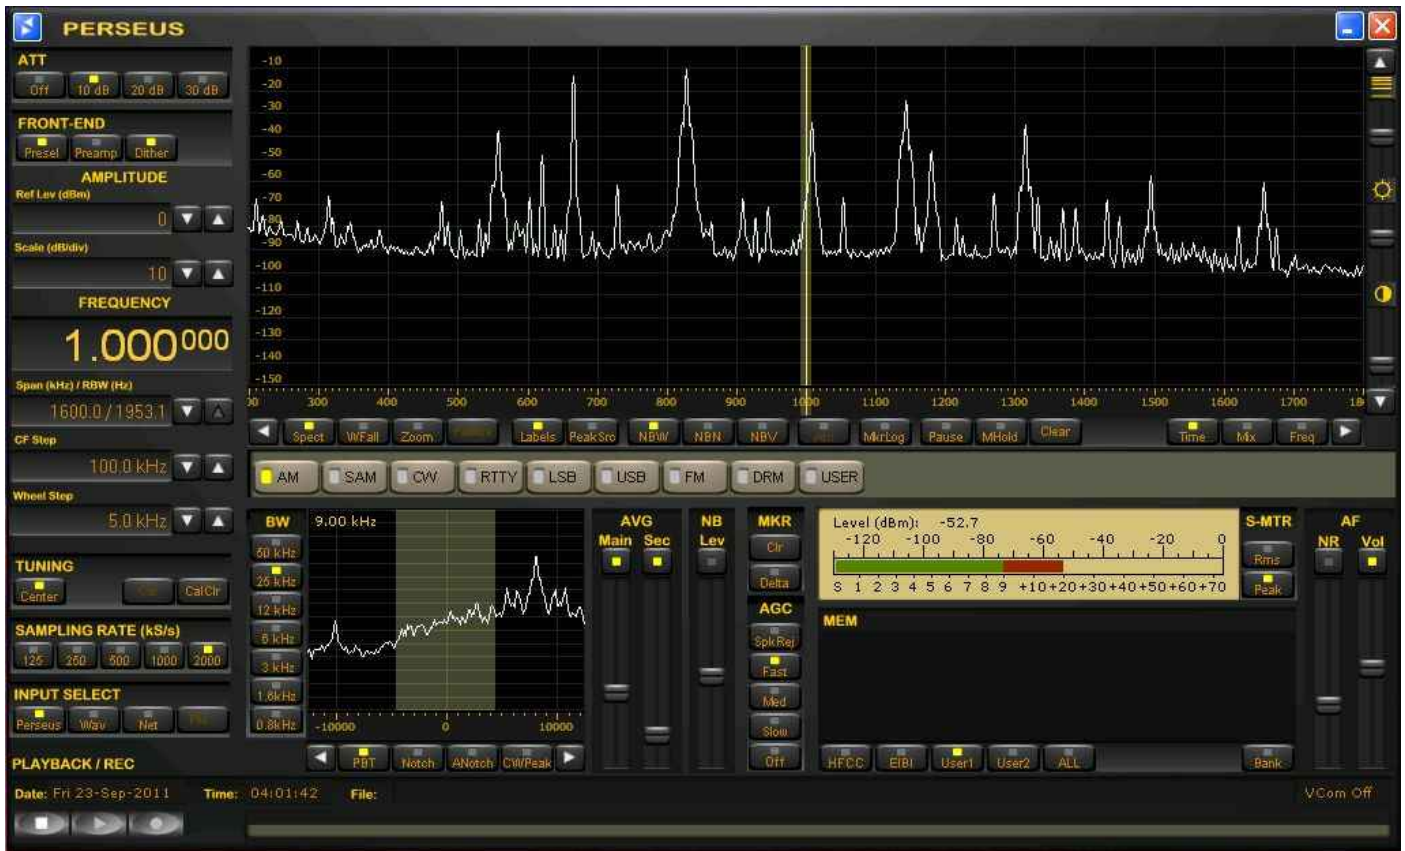 PERSEUS
ATT
Off 10 dB 20 dB 30 dB
FRONT-END
Presel Preamp Dither
AMPLITUDE
Ref Lev (dBm)
0
Scale (dB/div)
10
FREQUENCY
1.000000
Span (kHz) / RBW (Hz)
1600.0 / 1953.1
CF Step
100.0 kHz
Wheel Step
5.0 kHz
TUNING
Center CalClr
SAMPLING RATE (kS/s)
125 250 500 1000 2000
INPUT SELECT
Perseus Wav Net
PLAYBACK / REC
-10
-20
-30
-40
-50
-60
-70
-80
-90
-100
-110
-120
-130
-140
-150
00 300 400 500 600 700 800 900 1000 1100 1200 1300 1400 1500 1600 1700 18
Spect WFall Zoom Labels PeakSrc NBW NBN NBV MkrLog Pause MHold Clear Time Mix Freq
AM SAM CW RTTY LSB USB FM DRM USER
BW
50 kHz
25 kHz
12 kHz
6 kHz
3 kHz
1.6kHz
0.8kHz
9.00 kHz
-10000 0 10000
PBT Notch ANotch CW/Peak
AVG
Main Sec
NB
Lev
MKR
Clr
Delta
AGC
SpkRej
Fast
Med
Slow
Off
Level (dBm): -52.7
-120 -100 -80 -60 -40 -20 0
S 1 2 3 4 5 6 7 8 9 +10+20+30+40+50+60+70
S-MTR
Rms
Peak
AF
NR Vol
MEM
HFCC EIBI User1 User2 ALL Bank
Date: Fri 23-Sep-2011 Time: 04:01:42 File:
VCom Off